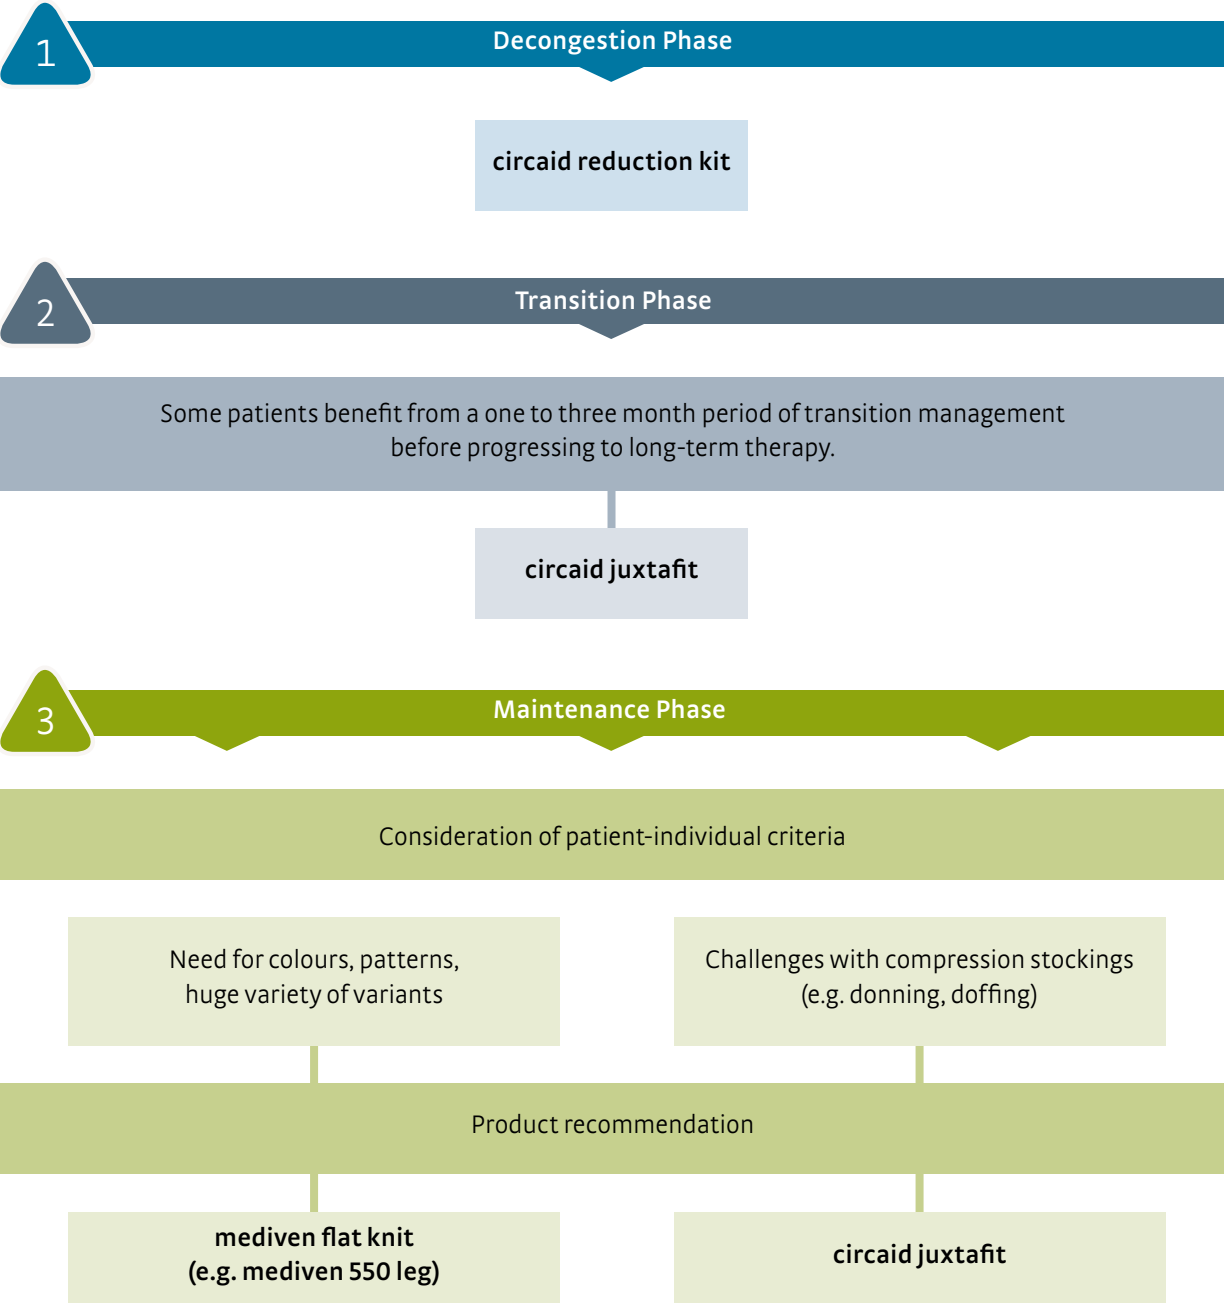 1
Decongestion Phase
circaid reduction kit
2
Transition Phase
Some patients benefit from a one to three month period of transition management
before progressing to long-term therapy.
circaid juxtafit
3
Maintenance Phase
Consideration of patient-individual criteria
Need for colours, patterns,
huge variety of variants
Challenges with compression stockings
(e.g. donning, doffing)
Product recommendation
mediven flat knit
(e.g. mediven 550 leg)
circaid juxtafit